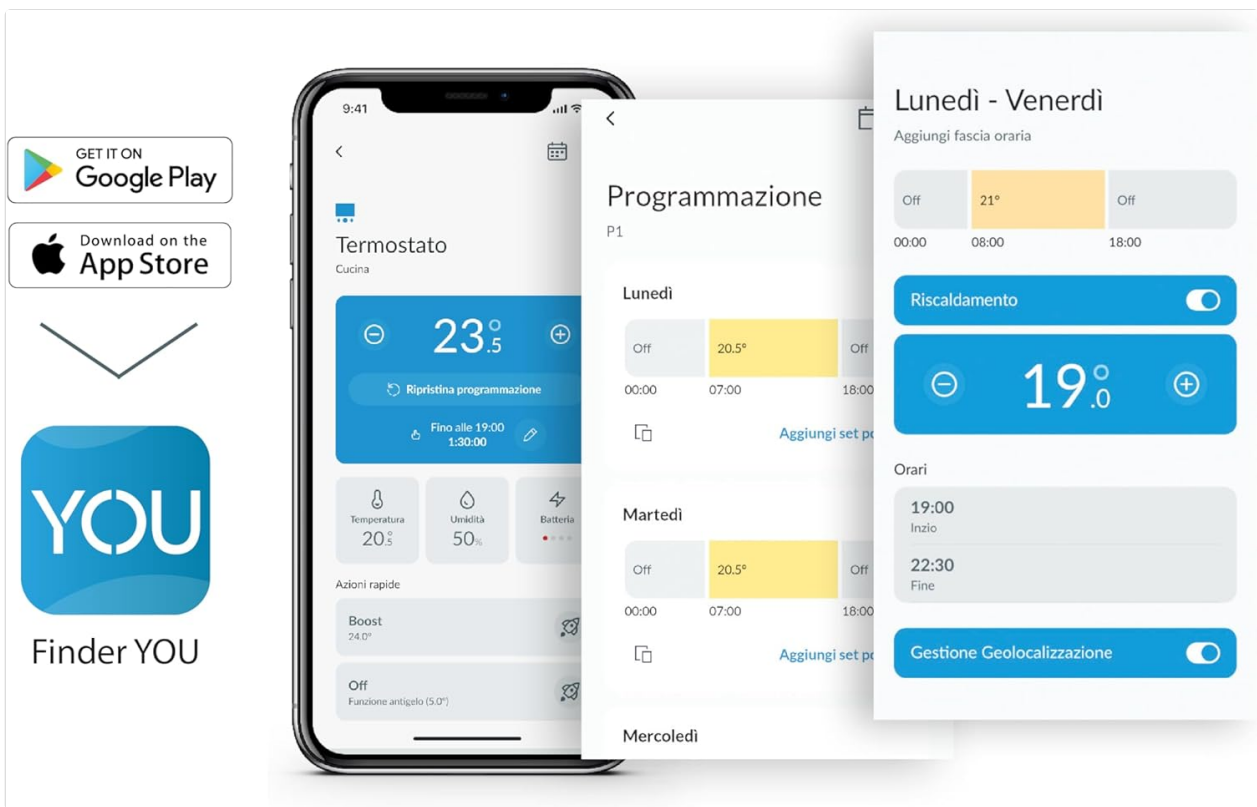 GET IT ON
Google Play
Download on the
App Store
YOU
Finder YOU
9:41
Termostato
Cucina
23°.5
Ripristina programmazione
Fino alle 19:00
1:30:00
Temperatura
20.5°
Umidità
50%
Batteria
Azioni rapide
Boost
24.0°
Off
Funzione antigelo (5.0°)
Programmazione
P1
Lunedì
Off 20.5° Off
00:00 07:00 18:00
Aggiungi set
Martedì
Off 20.5° Off
00:00 07:00 18:00
Aggiungi set
Mercoledì
Lunedì - Venerdì
Aggiungi fascia oraria
Off 21° Off
00:00 08:00 18:00
Riscaldamento
19°.0
Orari
19:00
Inzio
22:30
Fine
Gestione Geolocalizzazione